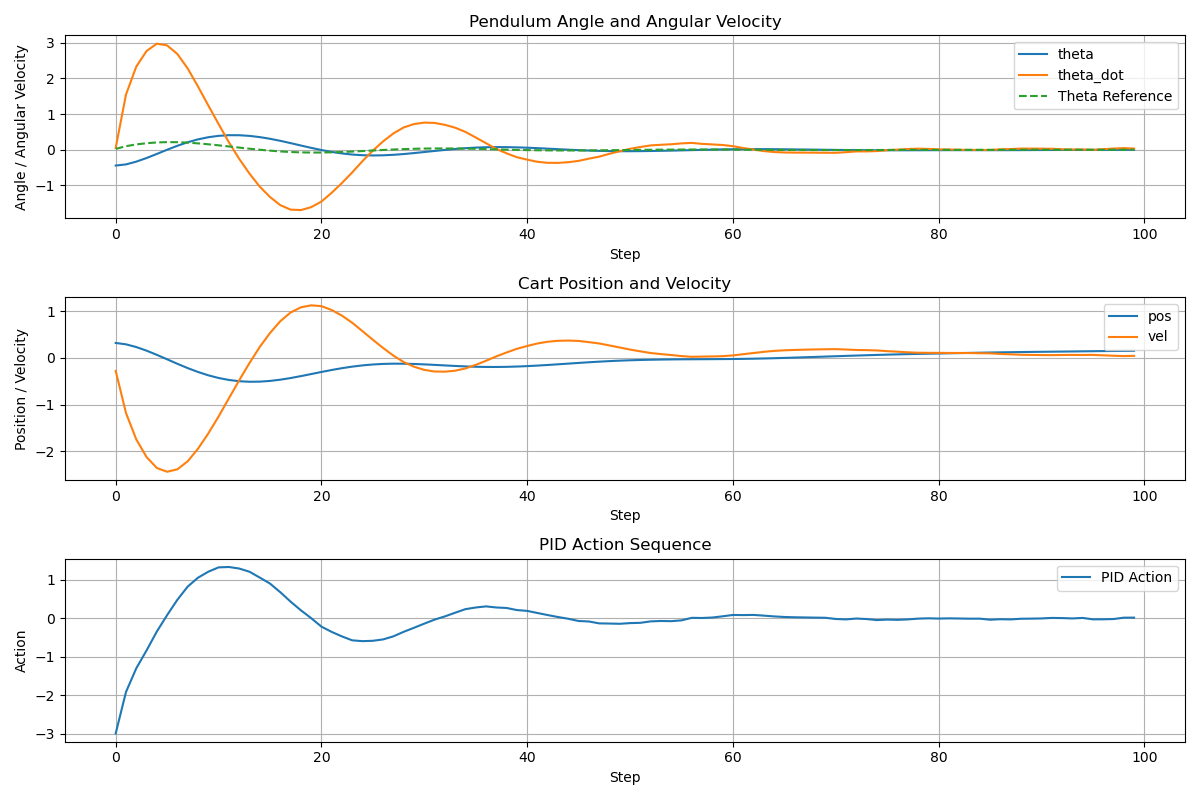 Pendulum Angle and Angular Velocity
Angle / Angular Velocity
3
2
1
0
−1
theta
theta_dot
Theta Reference
0
20
40
60
80
100
Step
Cart Position and Velocity
Position / Velocity
1
0
−1
−2
pos
vel
0
20
40
60
80
100
Step
PID Action Sequence
Action
1
0
−1
−2
−3
PID Action
0
20
40
60
80
100
Step